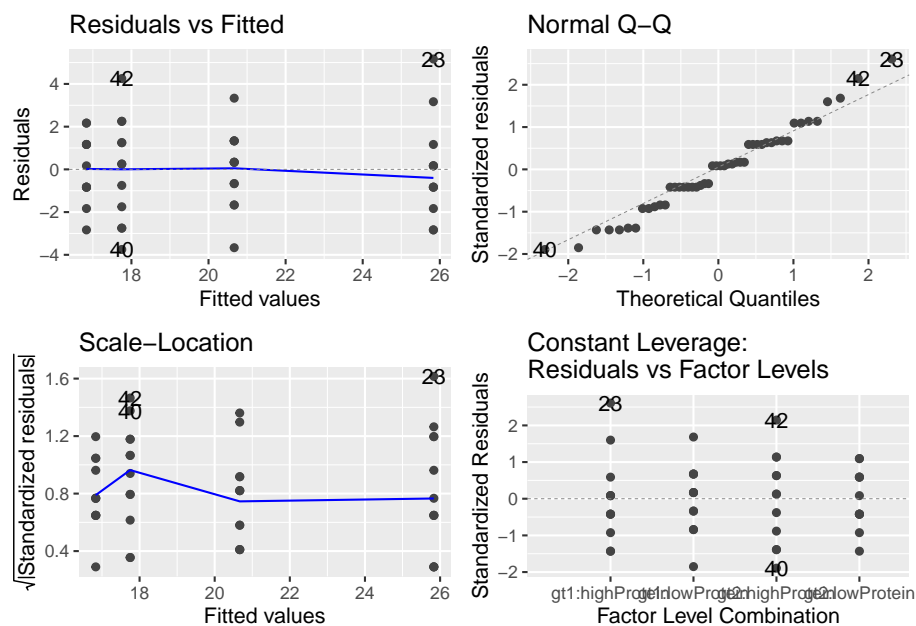 Residuals vs Fitted
Residuals
4
2
0
−2
−4
42
40
28
18
20
22
24
26
Fitted values
Normal Q−Q
Standardized residuals
2
1
0
−1
−2
40
42
28
−2
−1
0
1
2
Theoretical Quantiles
Scale−Location
√|Standardized residuals|
1.6
1.2
0.8
0.4
42
40
28
18
20
22
24
26
Fitted values
Constant Leverage:
Residuals vs Factor Levels
Standardized Residuals
2
1
0
−1
−2
28
42
40
gt1:highProtein
gt1:lowProtein
gt2:highProtein
gt2:lowProtein
Factor Level Combination